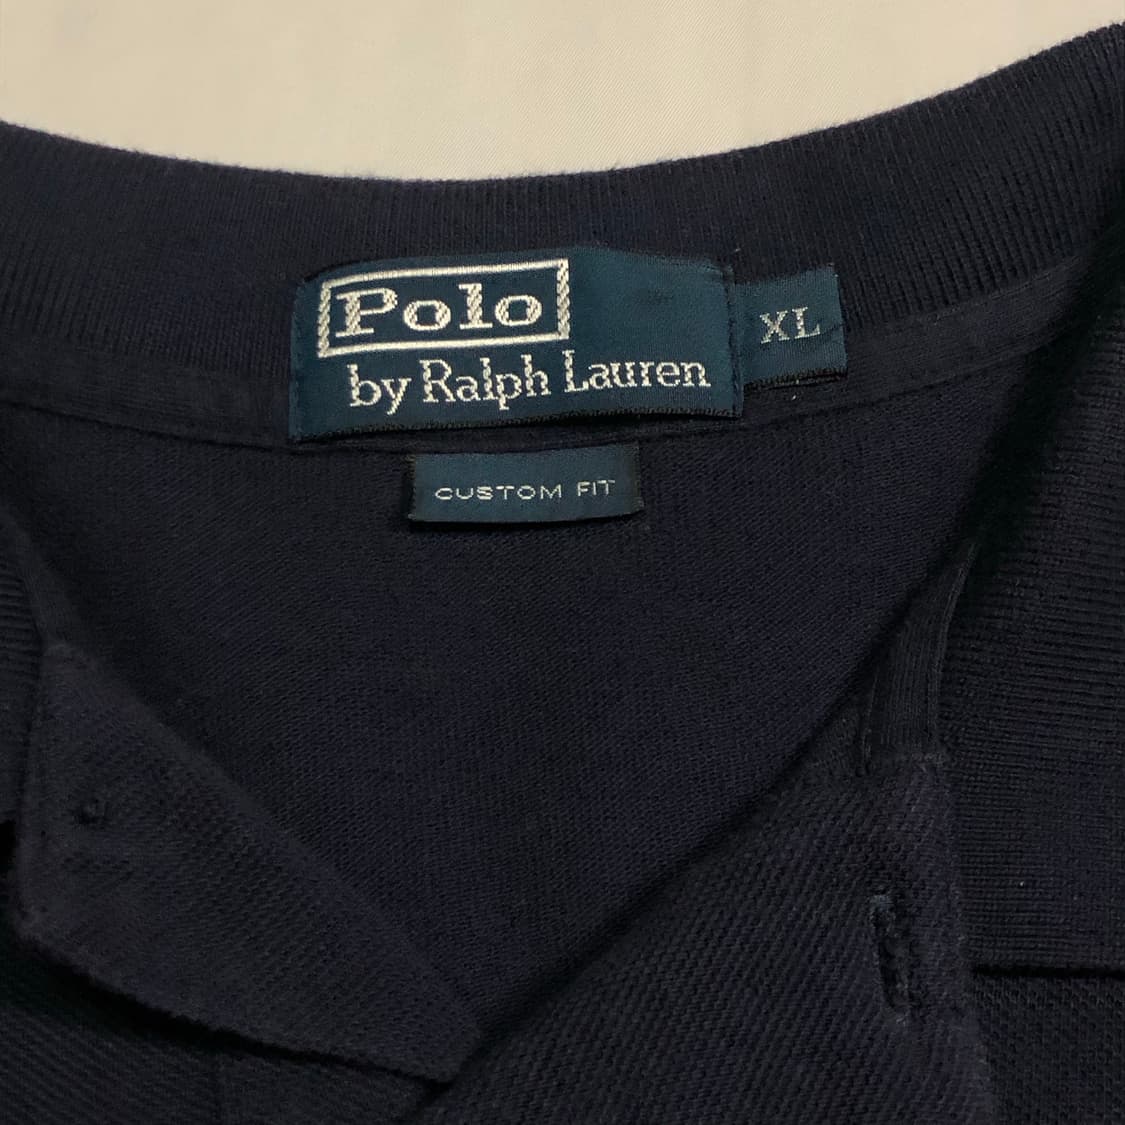 Polo
by Ralph Lauren
XL
CUSTOM FIT